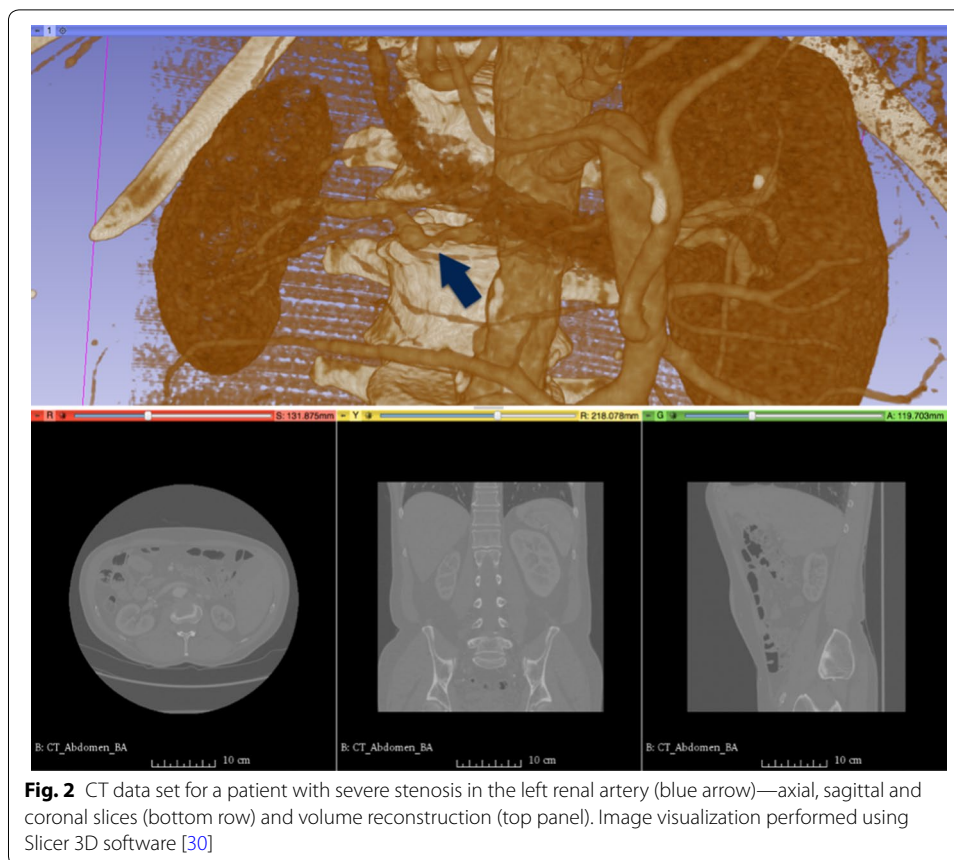 1
R S: 131.875mm Y R: 218.078mm G A: 119.703mm
B: CT_Abdomen_BA B: CT_Abdomen_BA B: CT_Abdomen_BA
10 cm 10 cm 10 cm
Fig. 2 CT data set for a patient with severe stenosis in the left renal artery (blue arrow)—axial, sagittal and
coronal slices (bottom row) and volume reconstruction (top panel). Image visualization performed using
Slicer 3D software [30]